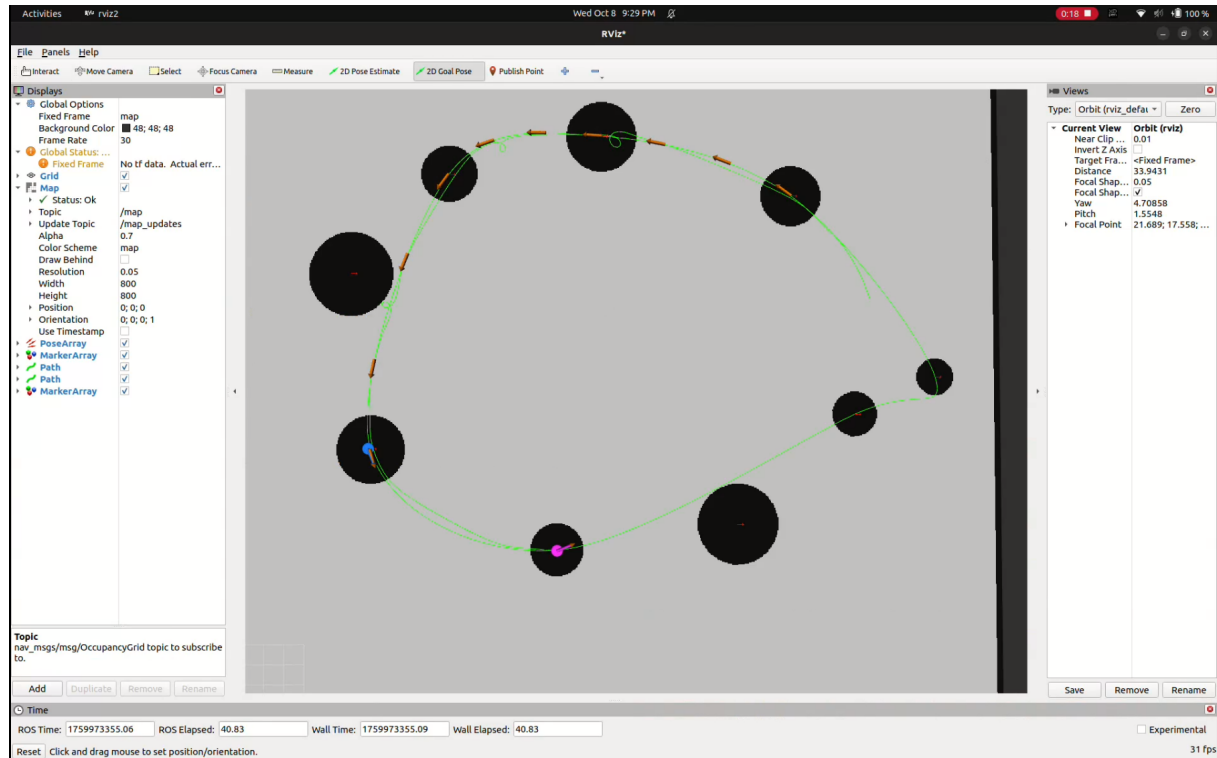 Activities rviz2 Wed Oct 8 9:29 PM 0:18 100 %
RViz*
File Panels Help
Interact Move Camera Select Focus Camera Measure 2D Pose Estimate 2D Goal Pose Publish Point
Displays
Global Options
Fixed Frame map
Background Color 48; 48; 48
Frame Rate 30
Global Status: ...
Fixed Frame No tf data. Actual err...
Grid
Map
Status: Ok
Topic /map
Update Topic /map_updates
Alpha 0.7
Color Scheme map
Draw Behind
Resolution 0.05
Width 800
Height 800
Position 0; 0; 0
Orientation 0; 0; 0; 1
Use Timestamp
PoseArray
MarkerArray
Path
Path
MarkerArray
Topic
nav_msgs/msg/OccupancyGrid topic to subscribe
to.
Add Duplicate Remove Rename
Views
Type: Orbit (rviz_defau Zero
Current View Orbit (rviz)
Near Clip ... 0.01
Invert Z Axis
Target Fra... <Fixed Frame>
Distance 33.9431
Focal Shap... 0.05
Focal Shap...
Yaw 4.70858
Pitch 1.5548
Focal Point 21.689; 17.558; ...
Save Remove Rename
Time
ROS Time: 1759973355.06 ROS Elapsed: 40.83 Wall Time: 1759973355.09 Wall Elapsed: 40.83 Experimental
Reset Click and drag mouse to set position/orientation. 31 fps